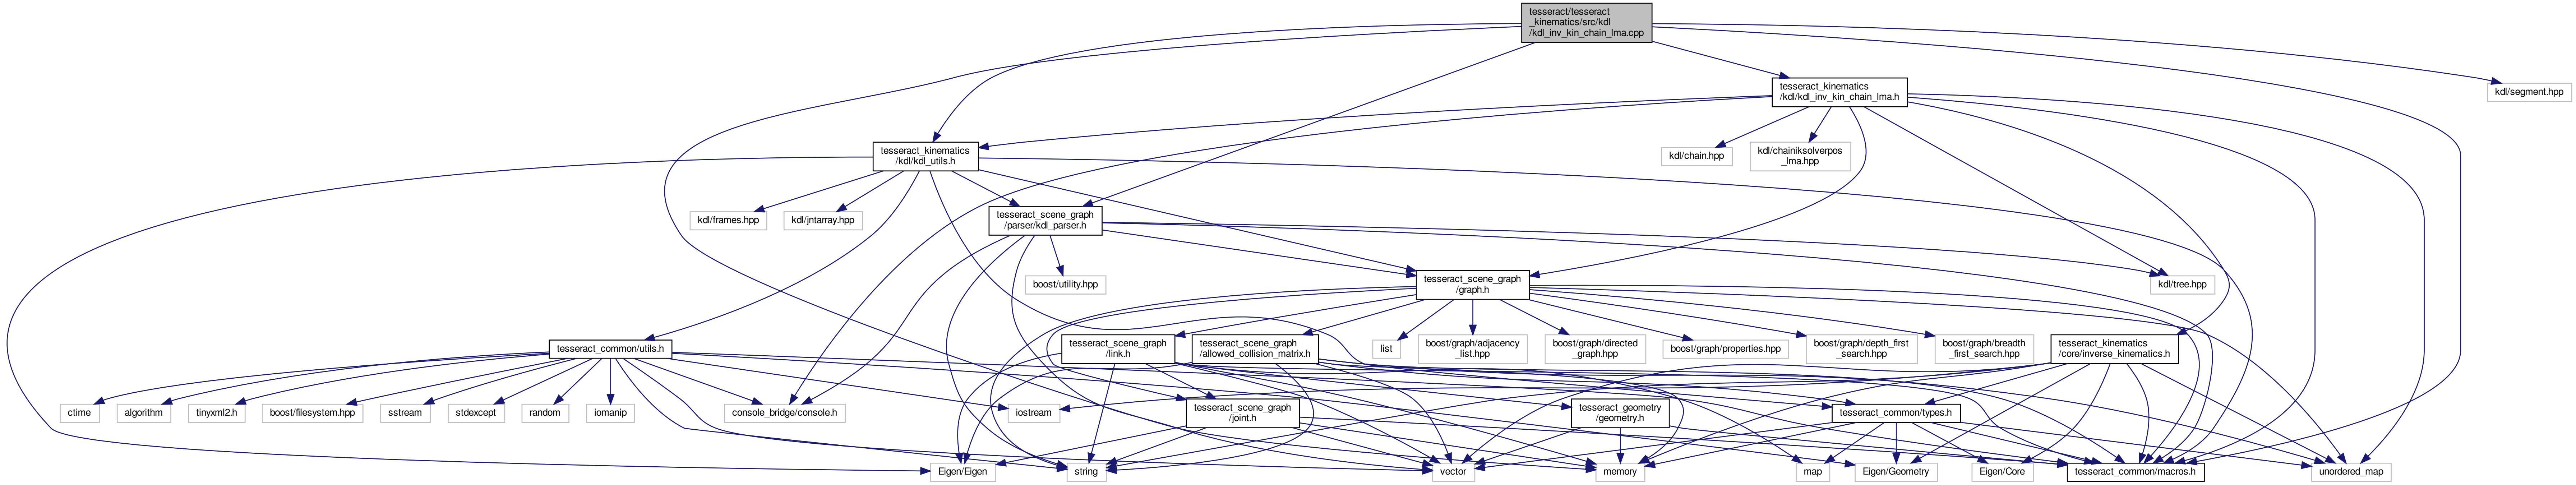 tesseract/tesseract
_kinematics/src/kdl
/kdl_inv_kin_chain_lma.cpp
tesseract_kinematics
/kdl/kdl_inv_kin_chain_lma.h
kdl/segment.hpp
tesseract_kinematics
/kdl/kdl_utils.h
kdl/chain.hpp
kdl/chainiksolverpos
_lma.hpp
kdl/frames.hpp
kdl/jntarray.hpp
tesseract_scene_graph
/parser/kdl_parser.h
boost/utility.hpp
tesseract_scene_graph
/graph.h
kdl/tree.hpp
tesseract_common/utils.h
tesseract_scene_graph
/link.h
tesseract_scene_graph
/allowed_collision_matrix.h
list
boost/graph/adjacency
_list.hpp
boost/graph/directed
_graph.hpp
boost/graph/properties.hpp
boost/graph/depth_first
_search.hpp
boost/graph/breadth
_first_search.hpp
tesseract_kinematics
/core/inverse_kinematics.h
ctime
algorithm
tinyxml2.h
boost/filesystem.hpp
sstream
stdexcept
random
iomanip
console_bridge/console.h
iostream
tesseract_scene_graph
/joint.h
tesseract_geometry
/geometry.h
tesseract_common/types.h
Eigen/Eigen
string
vector
memory
map
Eigen/Geometry
Eigen/Core
tesseract_common/macros.h
unordered_map